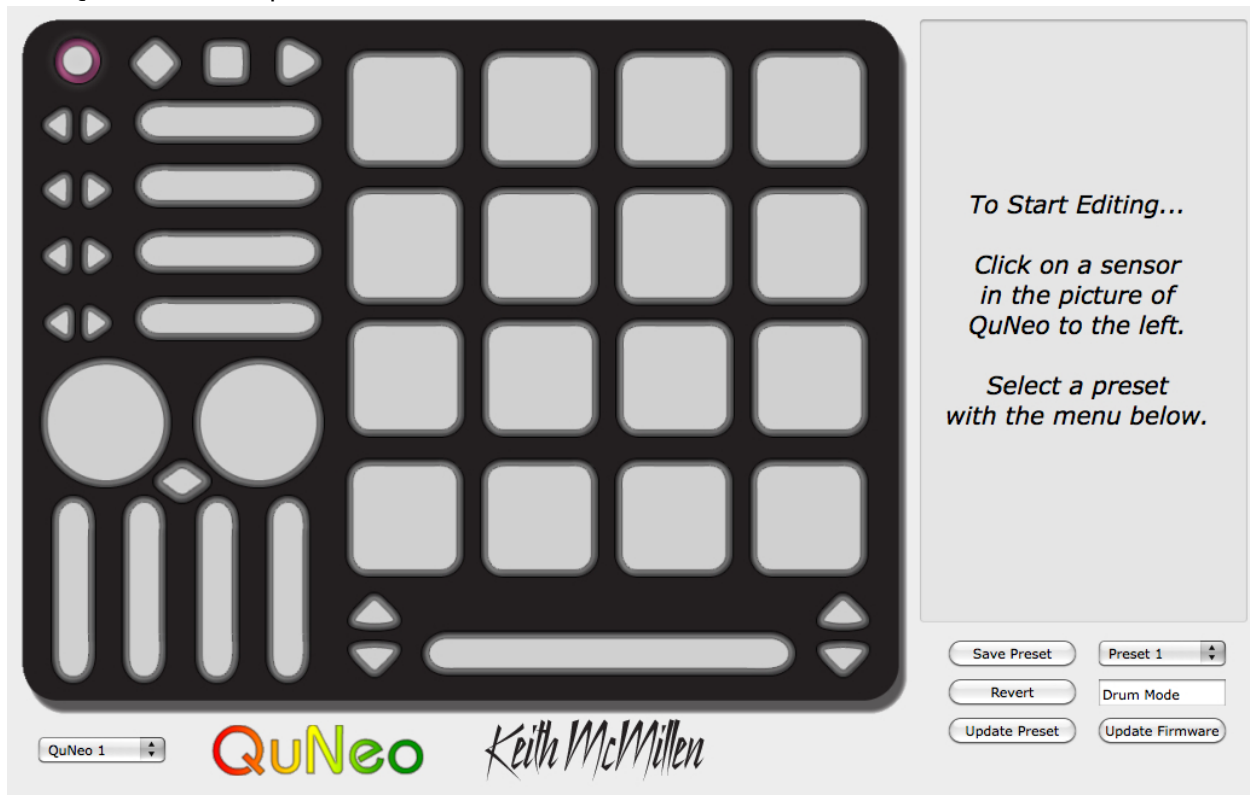 To Start Editing...
Click on a sensor
in the picture of
QuNeo to the left.
Select a preset
with the menu below.
Save Preset
Preset 1
Revert
Drum Mode
Update Preset
Update Firmware
QuNeo 1
QuNeo
Keith McMillen